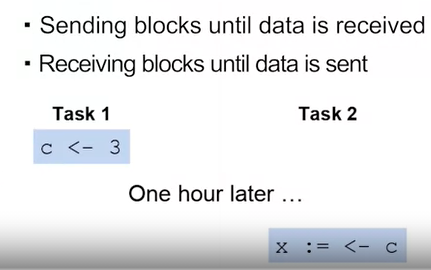 ▪ Sending blocks until data is received
▪ Receiving blocks until data is sent
Task 1 Task 2
c <- 3
One hour later …
x := <- c